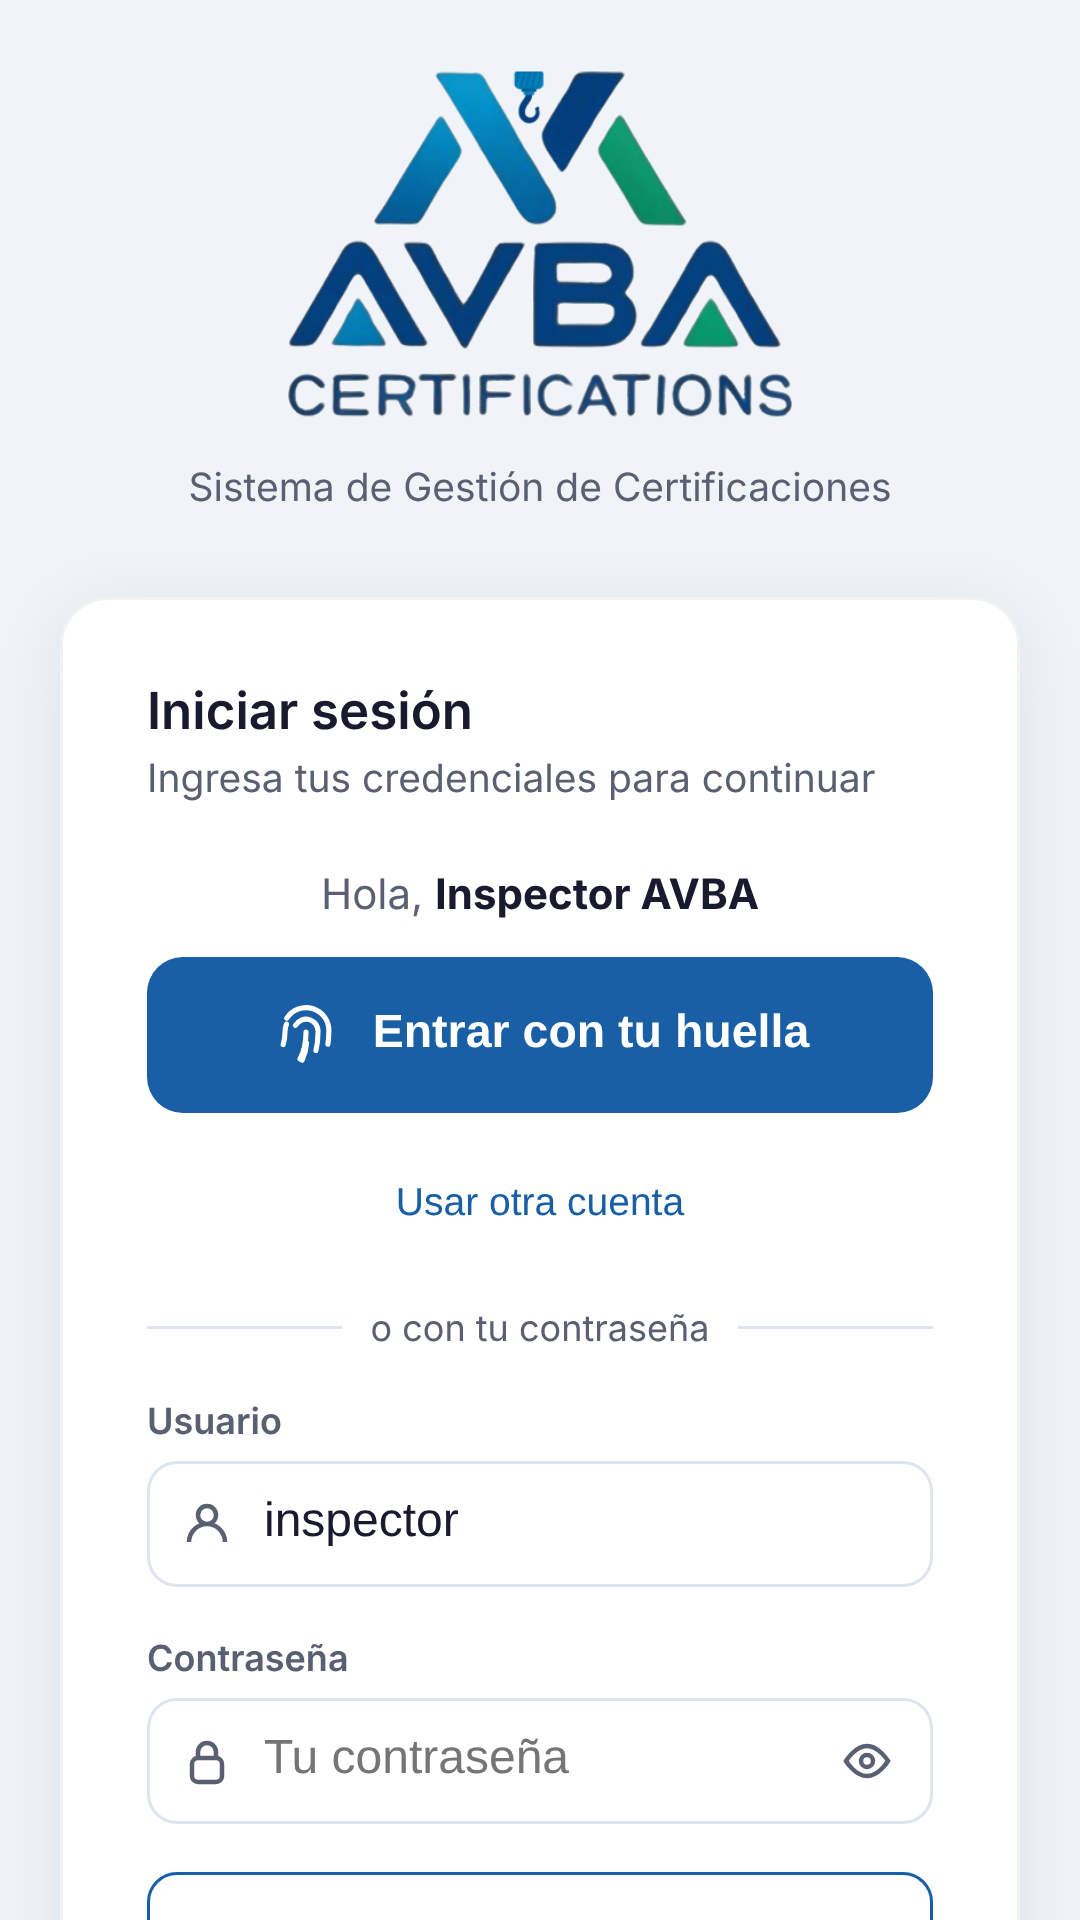 AVBA
CERTIFICATIONS
Sistema de Gestión de Certificaciones
Iniciar sesión
Ingresa tus credenciales para continuar
Hola, Inspector AVBA
Entrar con tu huella
Usar otra cuenta
o con tu contraseña
Usuario
inspector
Contraseña
Tu contraseña